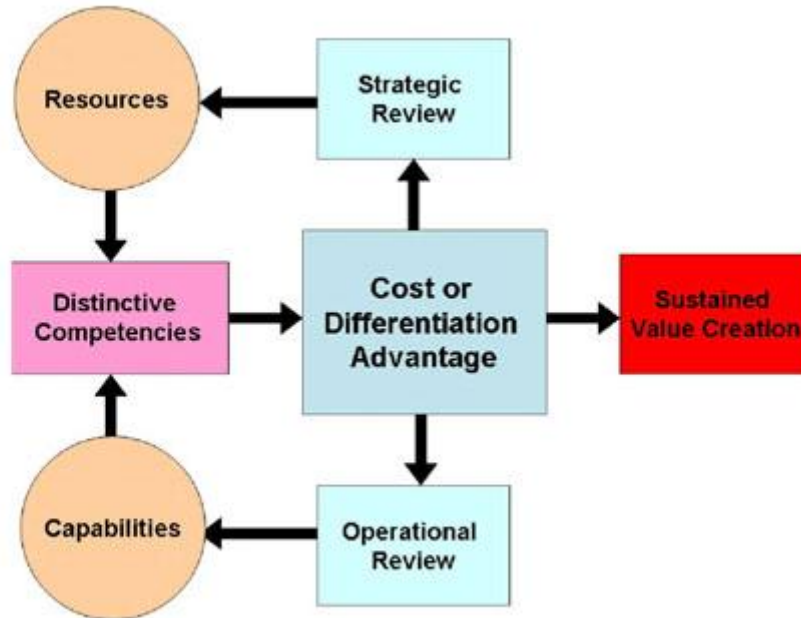 Resources
Strategic
Review
Distinctive
Competencies
Cost or
Differentiation
Advantage
Sustained
Value Creation
Capabilities
Operational
Review